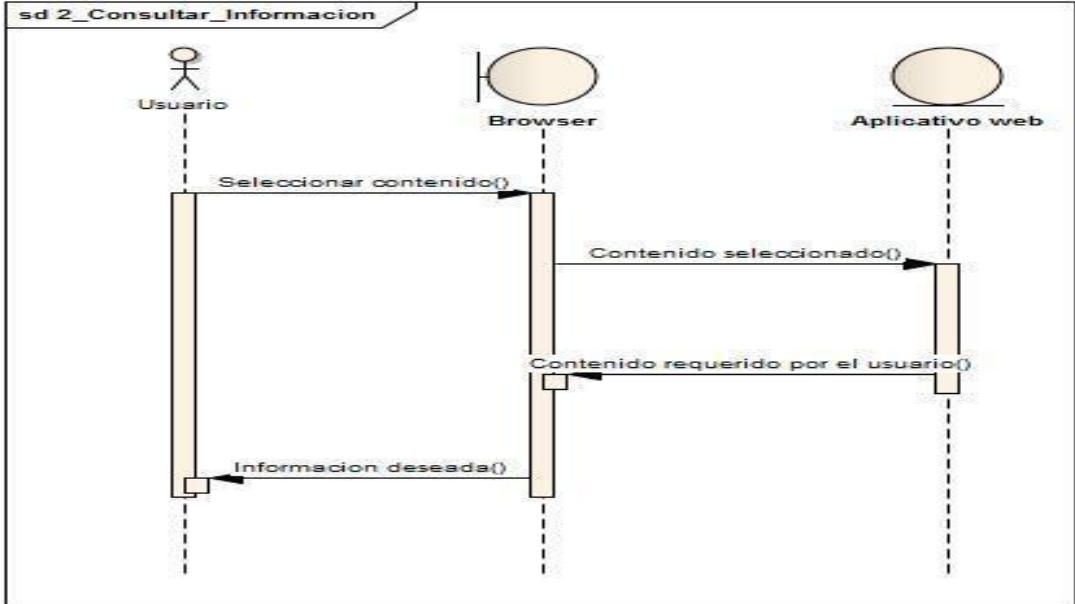 sd 2_Consultar_Informacion
Usuario
Browser
Aplicativo web
Seleccionar contenido()
Contenido seleccionado()
Contenido requerido por el usuario()
Informacion deseada()